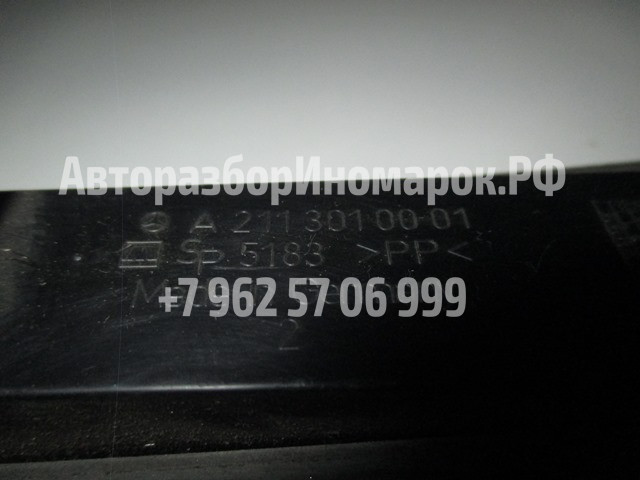 АвторазборИномарок.РФ
A 211 301 00 01
Sp 5183 >PP<
+7 962 57 06 999
2